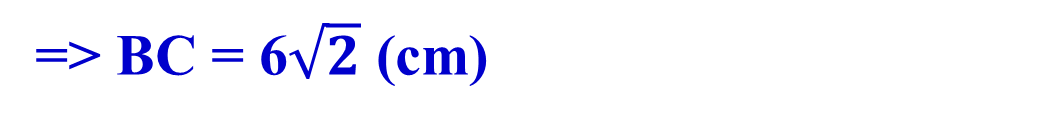 => BC = 6√2 (cm)